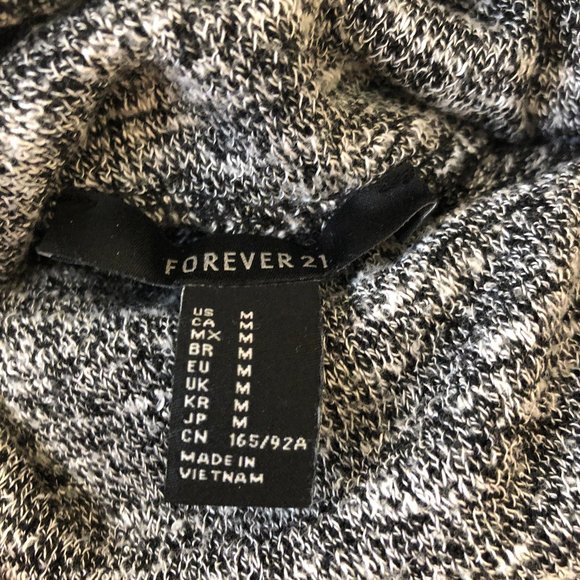 FOREVER 21
US M
CA M
MX M
BR M
EU M
UK M
KR M
JP M
CN 165/92A
MADE IN
VIETNAM